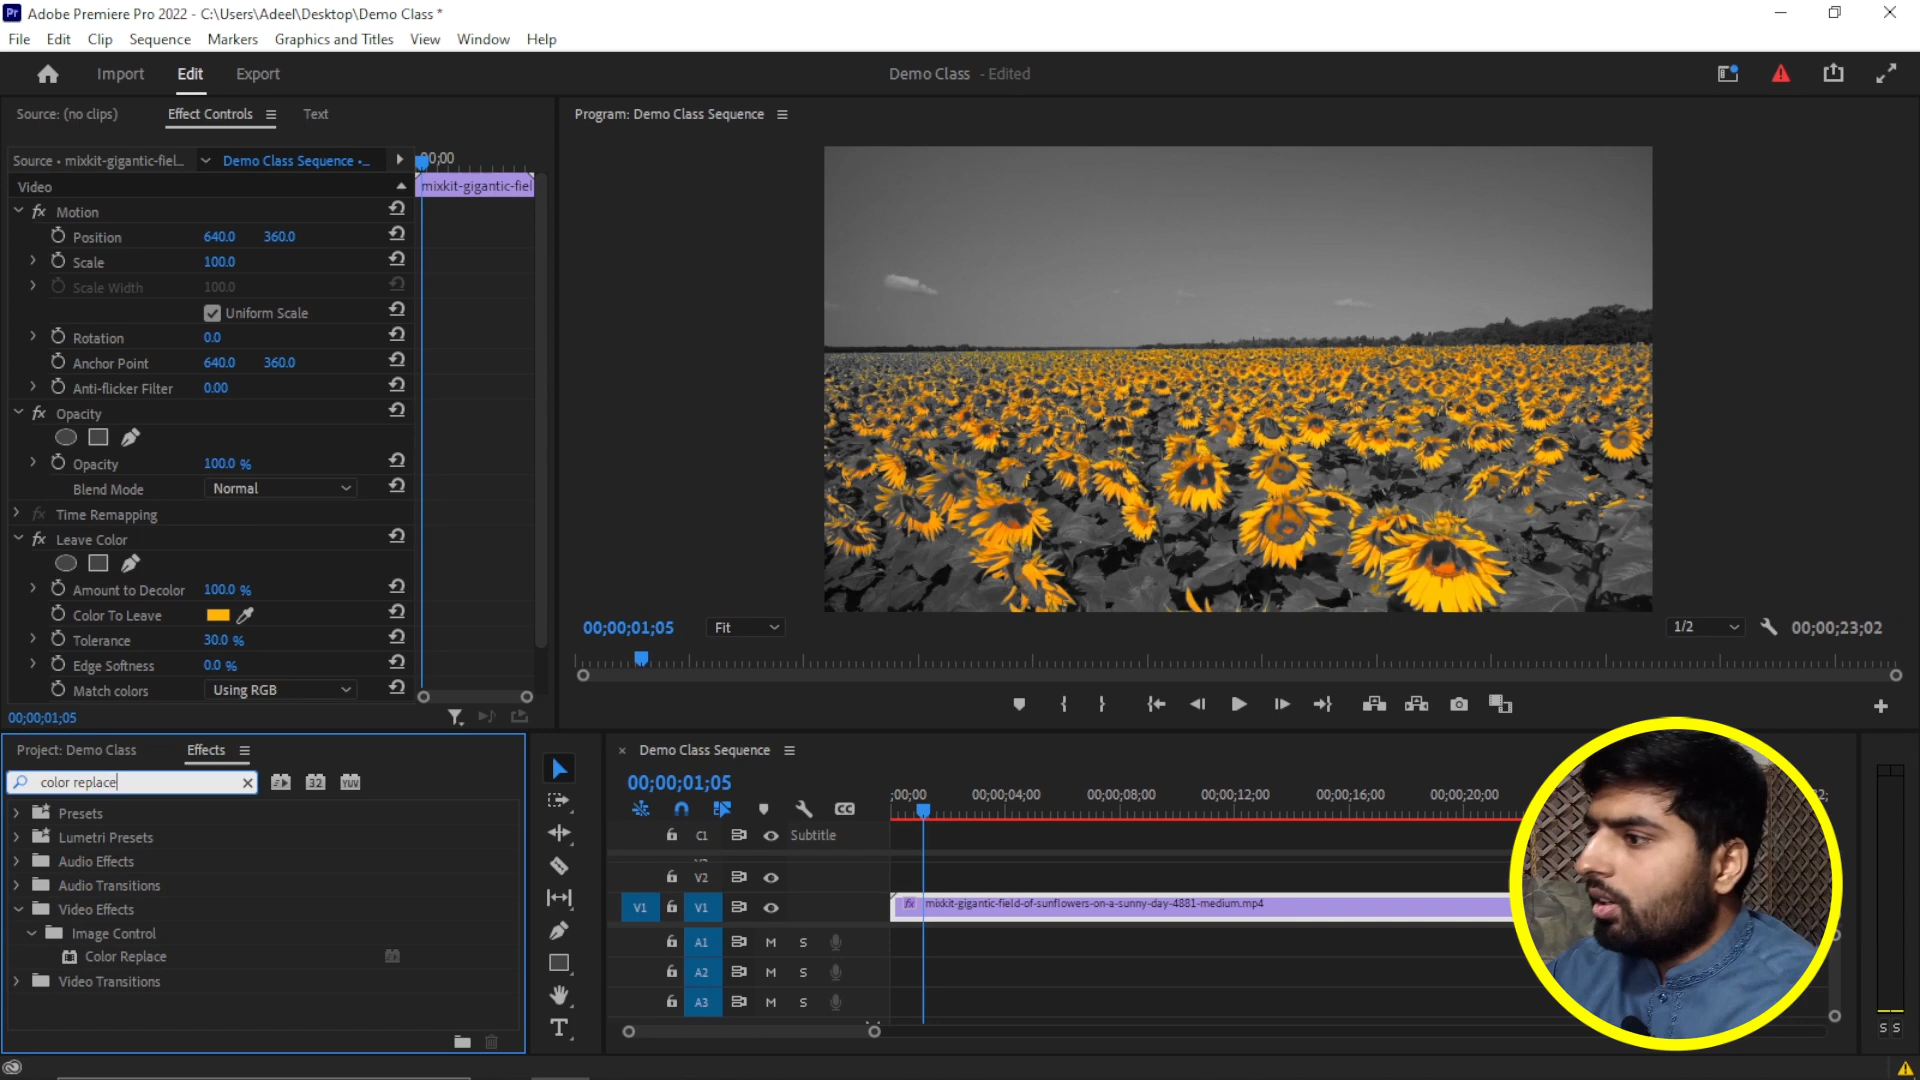 Pr Adobe Premiere Pro 2022 - C:\Users\Adeel\Desktop\Demo Class *
File Edit Clip Sequence Markers Graphics and Titles View Window Help
Import Edit Export
Demo Class - Edited
Source: (no clips) Effect Controls Text
Source • mixkit-gigantic-fiel... Demo Class Sequence •... 00;00
Video mixkit-gigantic-fiel
fx Motion
Position 640.0 360.0
Scale 100.0
Scale Width 100.0
Uniform Scale
Rotation 0.0
Anchor Point 640.0 360.0
Anti-flicker Filter 0.00
fx Opacity
Opacity 100.0 %
Blend Mode Normal
fx Time Remapping
fx Leave Color
Amount to Decolor 100.0 %
Color To Leave
Tolerance 30.0 %
Edge Softness 0.0 %
Match colors Using RGB
00;00;01;05
Program: Demo Class Sequence
00;00;01;05 Fit 1/2 00;00;23;02
Project: Demo Class Effects
color replace 32 YUV
Presets
Lumetri Presets
Audio Effects
Audio Transitions
Video Effects
Image Control
Color Replace
Video Transitions
× Demo Class Sequence
00;00;01;05
;00;00 00;00;04;00 00;00;08;00 00;00;12;00 00;00;16;00 00;00;20;00
CC
C1 Subtitle
V2
V1 V1 fx mixkit-gigantic-field-of-sunflowers-on-a-sunny-day-4881-medium.mp4
A1 M S
A2 M S
A3 M S
T
S S